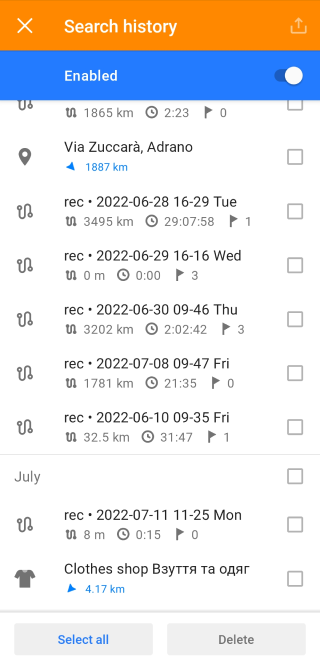 Search history
Enabled
1865 km 2:23 0
Via Zuccarà, Adrano
1887 km
rec • 2022-06-28 16-29 Tue
3495 km 29:07:58 1
rec • 2022-06-29 16-16 Wed
0 m 0:00 3
rec • 2022-06-30 09-46 Thu
3202 km 2:02:42 3
rec • 2022-07-08 09-47 Fri
1781 km 21:35 0
rec • 2022-06-10 09-35 Fri
32.5 km 31:47 1
July
rec • 2022-07-11 11-25 Mon
8 m 0:15 0
Clothes shop Взуття та одяг
4.17 km
Select all
Delete